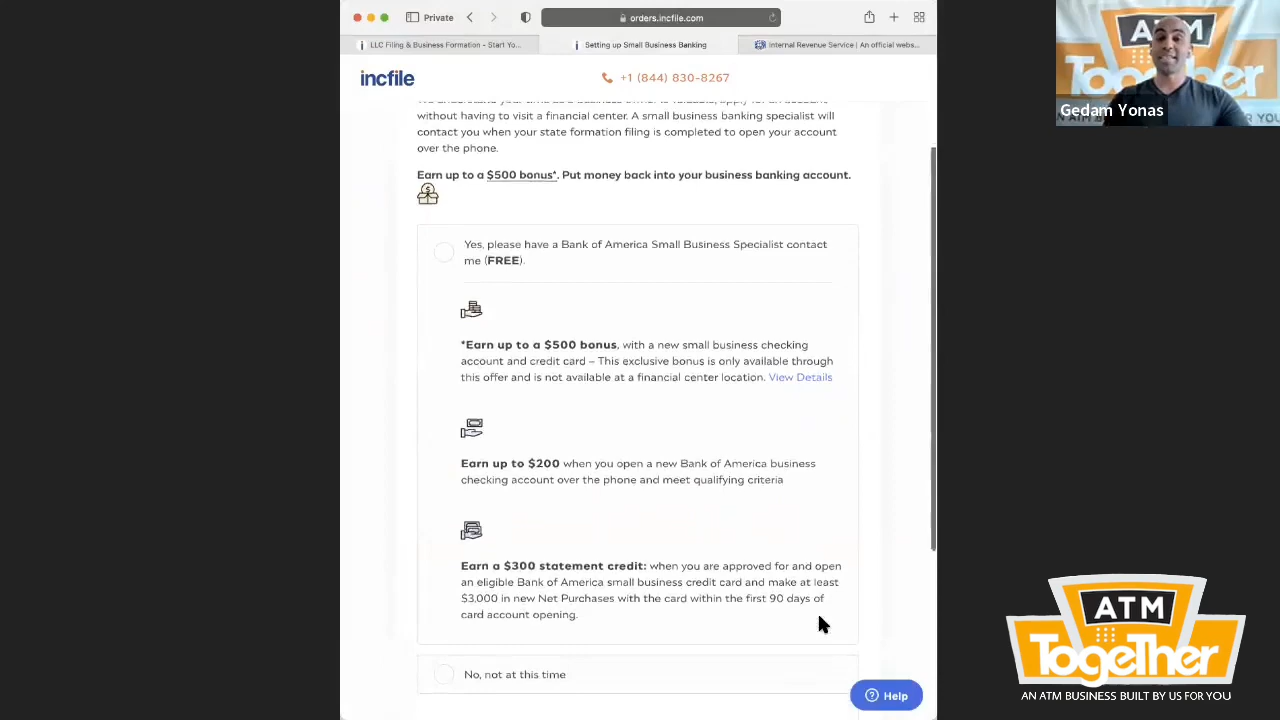 Private
orders.incfile.com
LLC Filing & Business Formation - Start Yo...
Setting up Small Business Banking
Internal Revenue Service | An official webs...
incfile
+1 (844) 830-8267
without having to visit a financial center. A small business banking specialist will
contact you when your state formation filing is completed to open your account
over the phone.
Earn up to a $500 bonus*. Put money back into your business banking account.
Yes, please have a Bank of America Small Business Specialist contact
me (FREE).
*Earn up to a $500 bonus, with a new small business checking
account and credit card – This exclusive bonus is only available through
this offer and is not available at a financial center location. View Details
Earn up to $200 when you open a new Bank of America business
checking account over the phone and meet qualifying criteria
Earn a $300 statement credit: when you are approved for and open
an eligible Bank of America small business credit card and make at least
$3,000 in new Net Purchases with the card within the first 90 days of
card account opening.
No, not at this time
Help
ATM
Together
Gedam Yonas
ATM
Together
AN ATM BUSINESS BUILT BY US FOR YOU